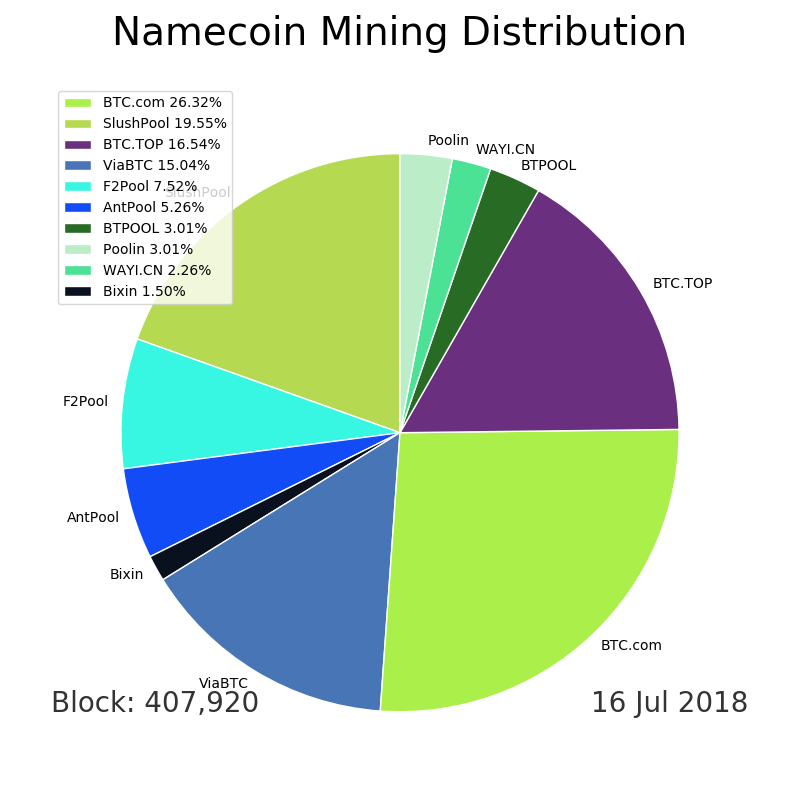 Namecoin Mining Distribution
BTC.com 26.32%
SlushPool 19.55%
BTC.TOP 16.54%
ViaBTC 15.04%
F2Pool 7.52%
AntPool 5.26%
BTPOOL 3.01%
Poolin 3.01%
WAYI.CN 2.26%
Bixin 1.50%
SlushPool
Poolin
WAYI.CN
BTPOOL
BTC.TOP
F2Pool
AntPool
Bixin
BTC.com
ViaBTC
Block: 407,920
16 Jul 2018